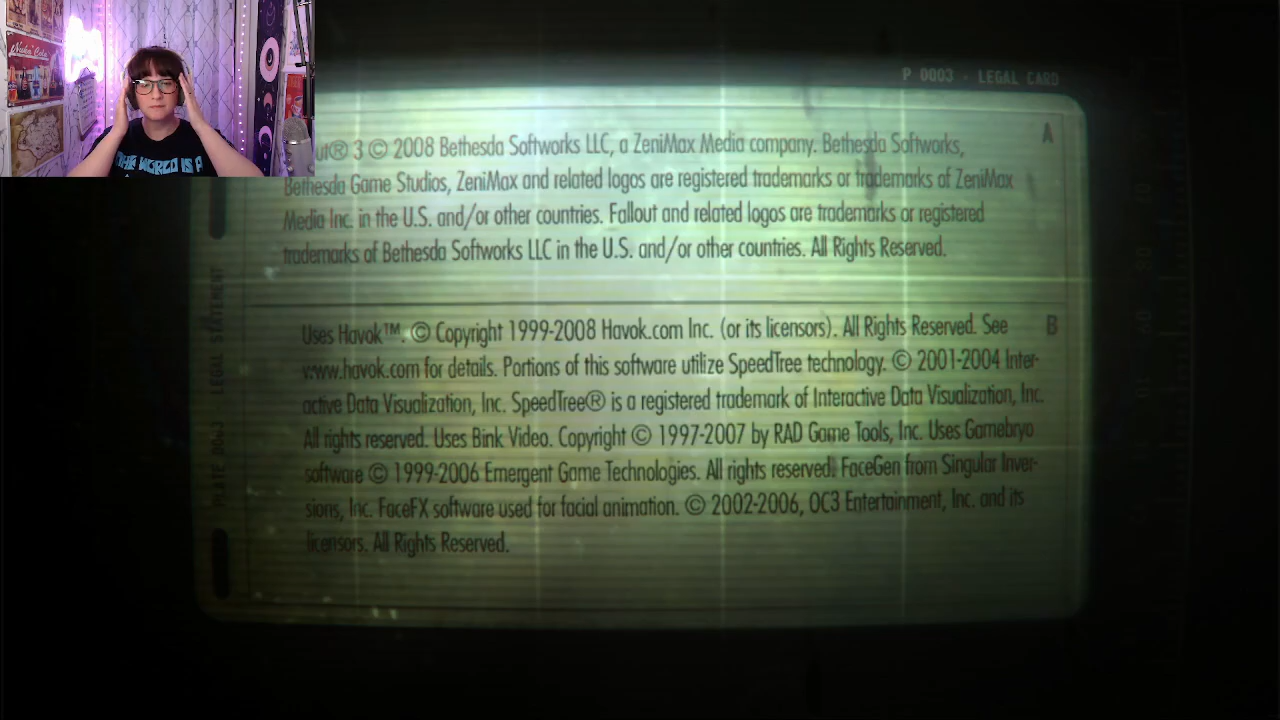 P 0003 - LEGAL CARD
A
ut® 3 © 2008 Bethesda Softworks LLC, a ZeniMax Media company. Bethesda Softworks,
Bethesda Game Studios, ZeniMax and related logos are registered trademarks or trademarks of ZeniMax
Media Inc. in the U.S. and/or other countries. Fallout and related logos are trademarks or registered
trademarks of Bethesda Softworks LLC in the U.S. and/or other countries. All Rights Reserved.
B
Uses Havok™. © Copyright 1999-2008 Havok.com Inc. (or its licensors). All Rights Reserved. See
www.havok.com for details. Portions of this software utilize SpeedTree technology. © 2001-2004 Inter-
active Data Visualization, Inc. SpeedTree® is a registered trademark of Interactive Data Visualization, Inc.
All rights reserved. Uses Bink Video. Copyright © 1997-2007 by RAD Game Tools, Inc. Uses Gamebryo
software © 1999-2006 Emergent Game Technologies. All rights reserved. FaceGen from Singular Inver-
sions, Inc. FaceFX software used for facial animation. © 2002-2006, OC3 Entertainment, Inc. and its
licensors. All Rights Reserved.
LEGAL STATEMENT
Nuka-Cola
THE WORLD IS A